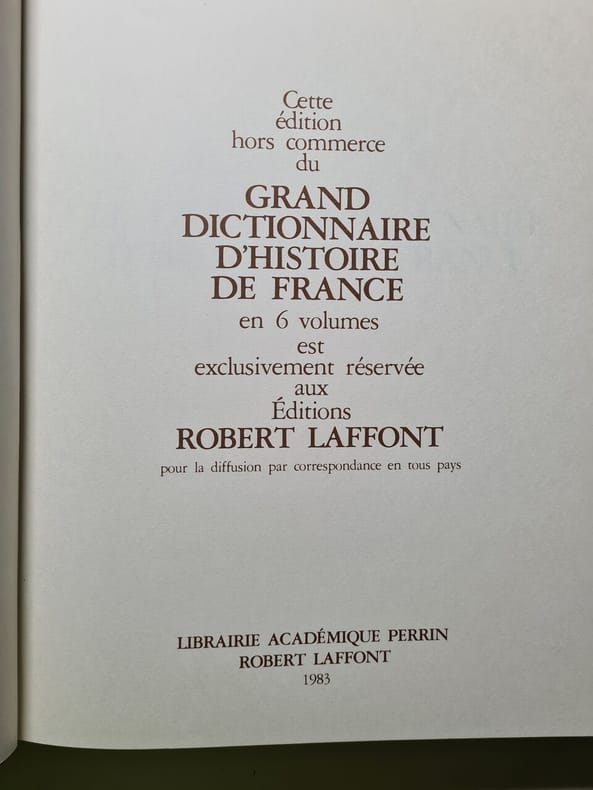 Cette
édition
hors commerce
du
GRAND
DICTIONNAIRE
D'HISTOIRE
DE FRANCE
en 6 volumes
est
exclusivement réservée
aux
Éditions
ROBERT LAFFONT
pour la diffusion par correspondance en tous pays
LIBRAIRIE ACADÉMIQUE PERRIN
ROBERT LAFFONT
1983